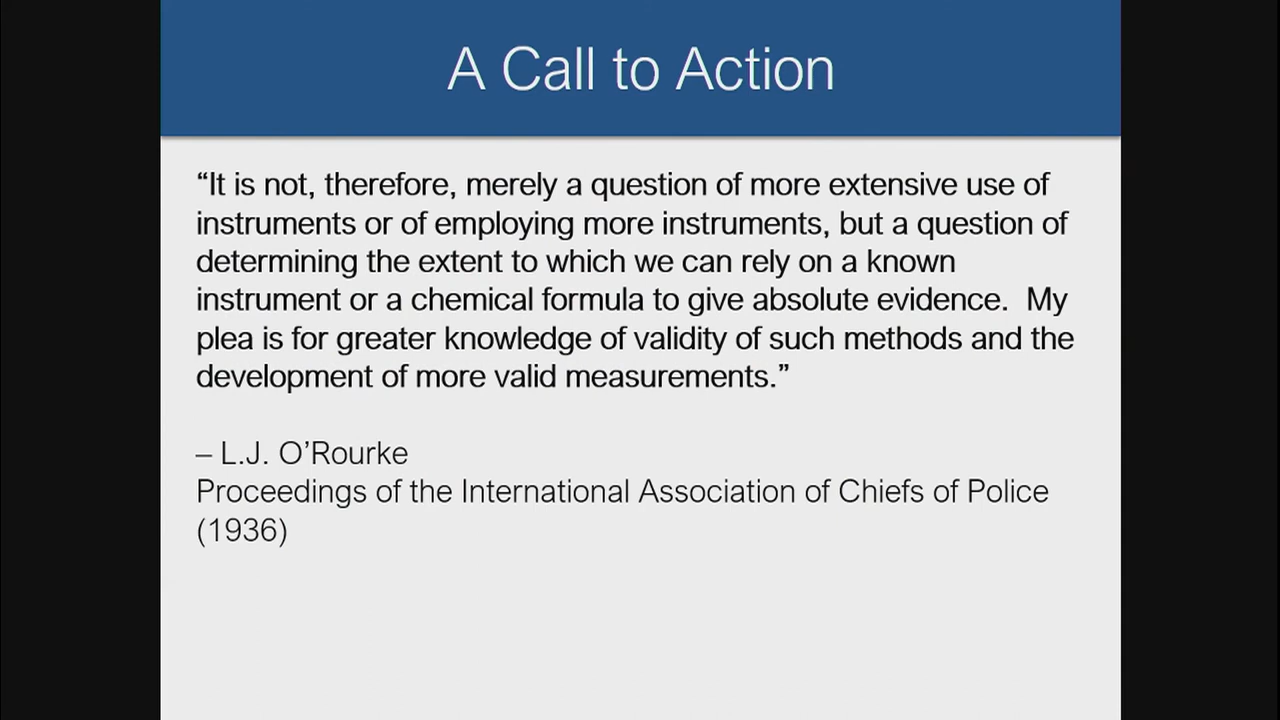 A Call to Action
“It is not, therefore, merely a question of more extensive use of
instruments or of employing more instruments, but a question of
determining the extent to which we can rely on a known
instrument or a chemical formula to give absolute evidence.  My
plea is for greater knowledge of validity of such methods and the
development of more valid measurements.”
– L.J. O’Rourke
Proceedings of the International Association of Chiefs of Police
(1936)